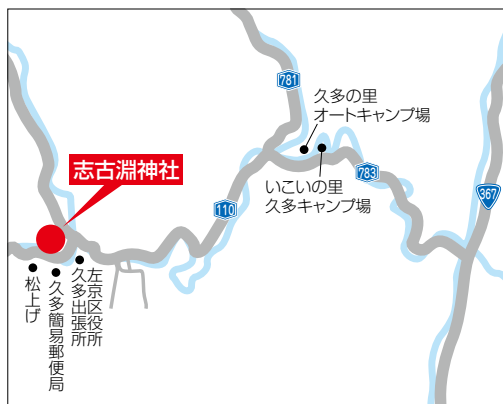 781
久多の里
オートキャンプ場
志古淵神社
783
いこいの里
久多キャンプ場
367
110
左京区役所
久多出張所
久多簡易郵便局
松上げ